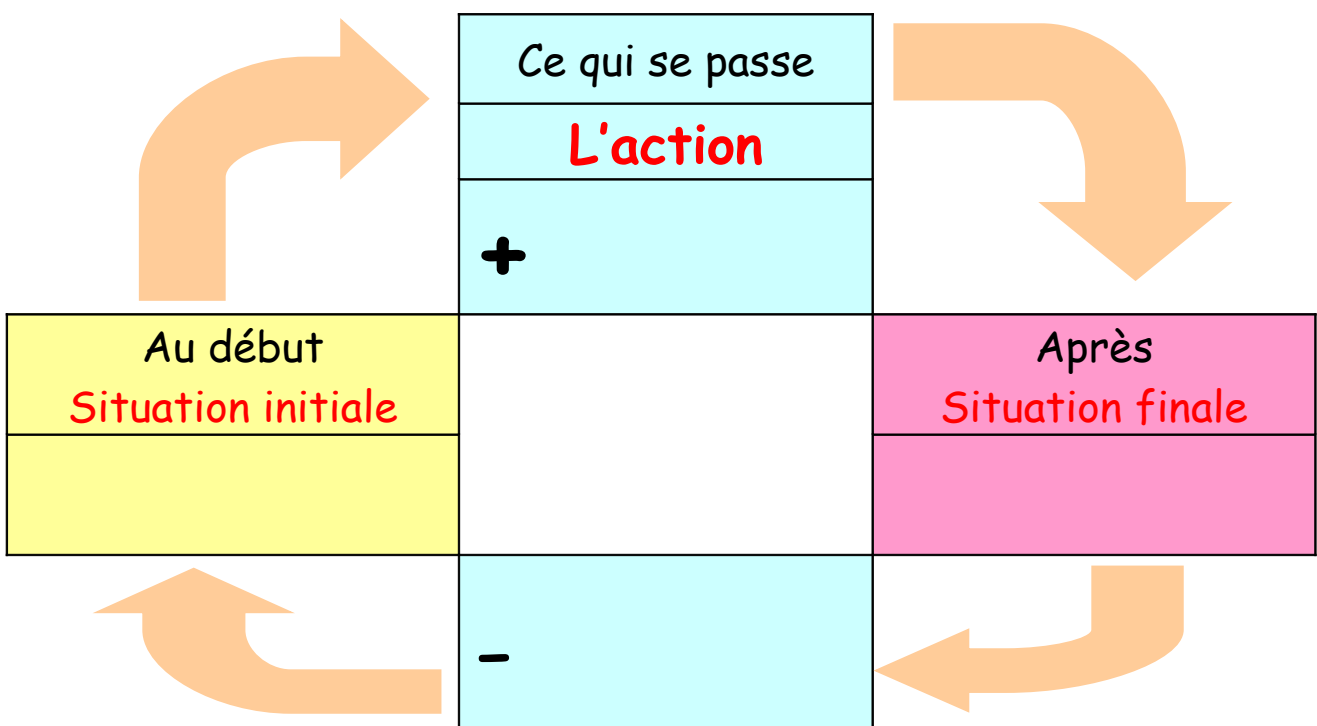 Ce qui se passe
L'action
+
Au début
Situation initiale
Après
Situation finale
-